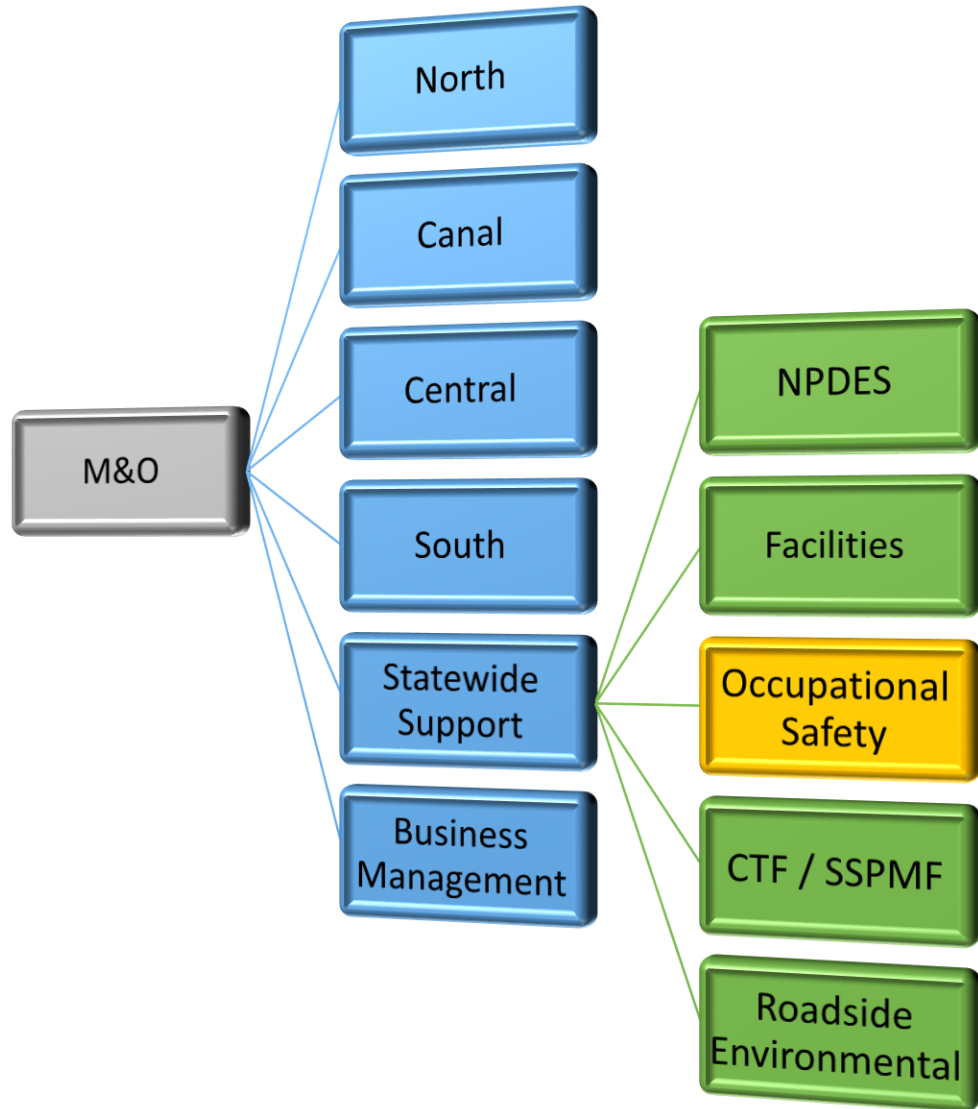 M&O
North
Canal
Central
South
Statewide
Support
Business
Management
NPDES
Facilities
Occupational
Safety
CTF / SSPMF
Roadside
Environmental